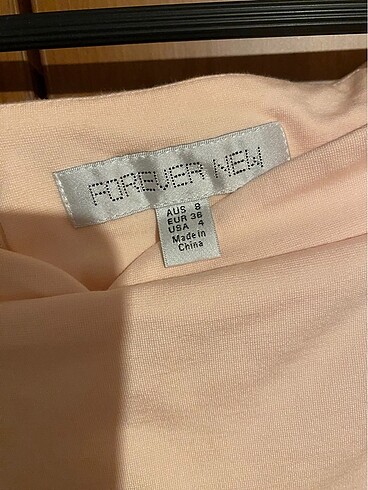 FOREVER NEW
AUS 8
EUR 36
USA 4
Made in
China